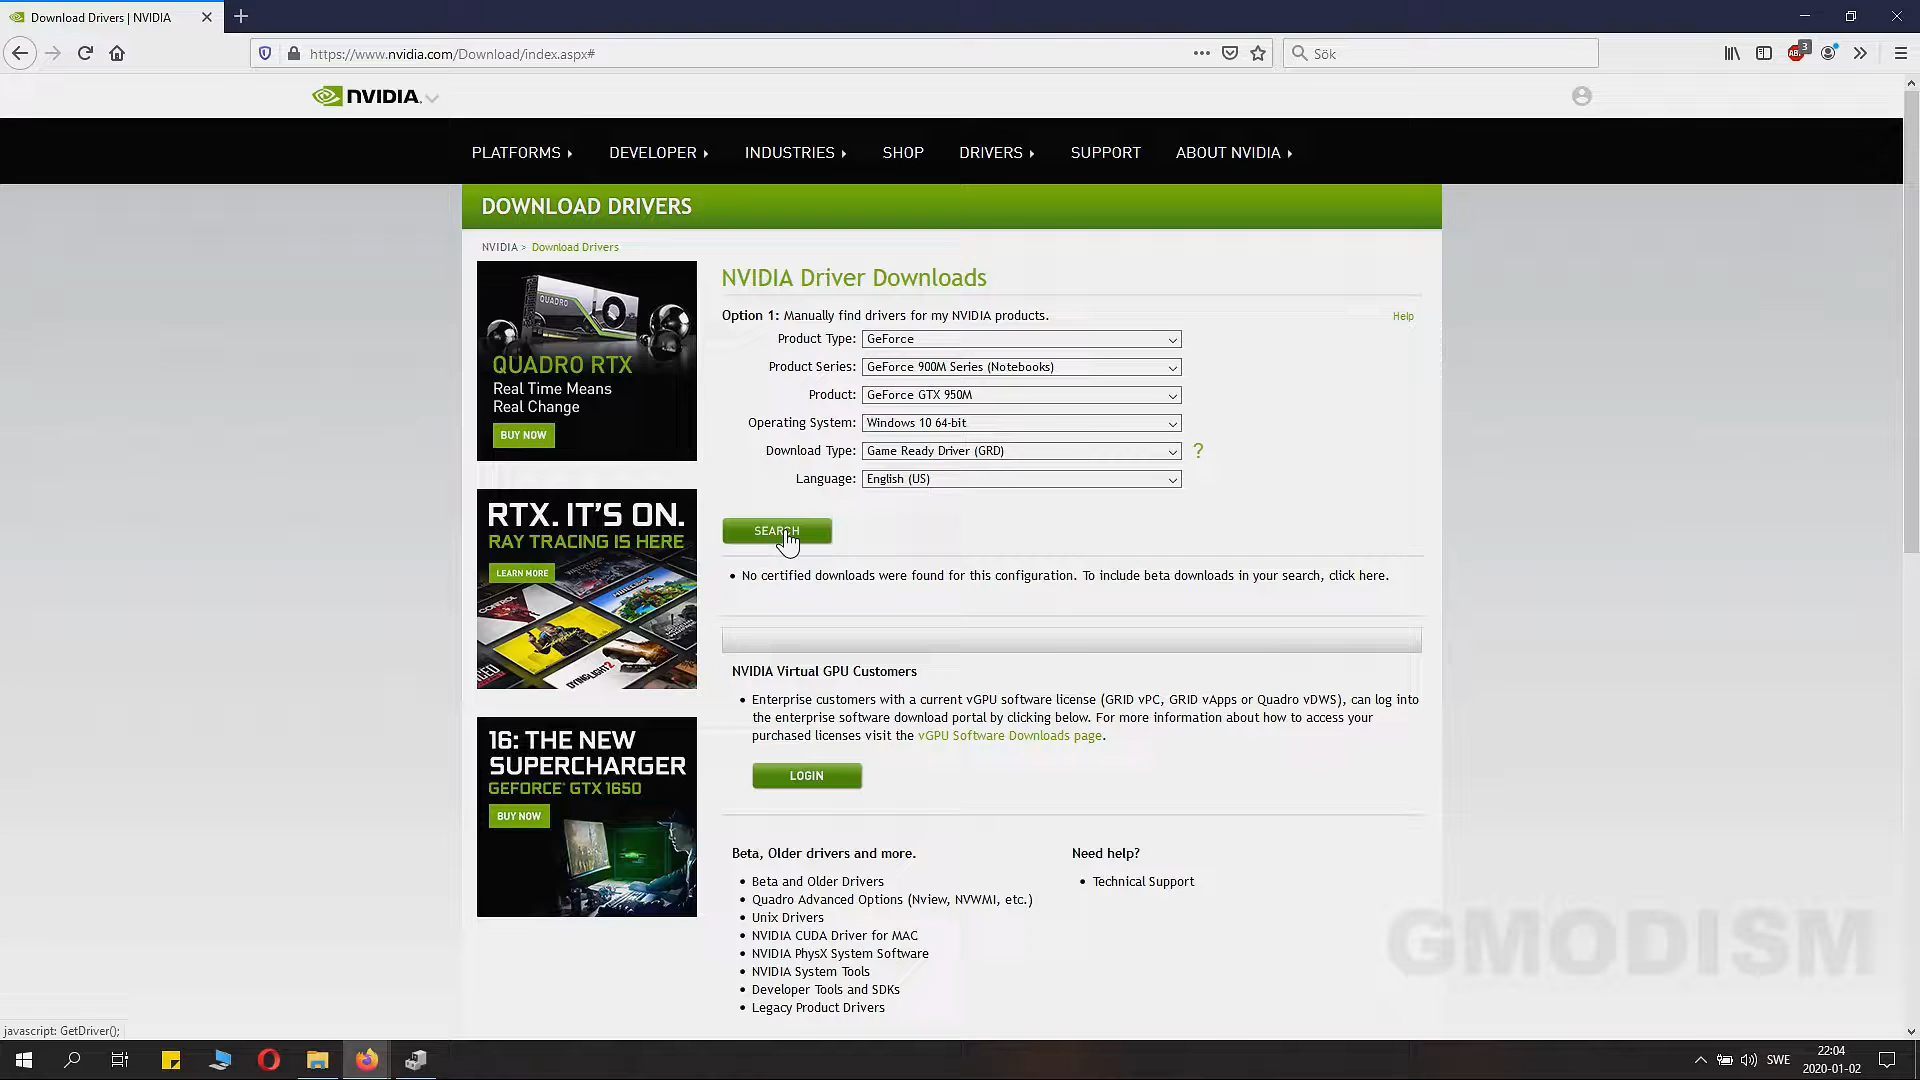 Download Drivers | NVIDIA
https://www.nvidia.com/Download/index.aspx#
Sök
3
NVIDIA.
PLATFORMS
DEVELOPER
INDUSTRIES
SHOP
DRIVERS
SUPPORT
ABOUT NVIDIA
DOWNLOAD DRIVERS
NVIDIA > Download Drivers
QUADRO
QUADRO RTX
Real Time Means
Real Change
BUY NOW
RTX. IT'S ON.
RAY TRACING IS HERE
LEARN MORE
CONTROL
MINECRAFT
DYING LIGHT 2
16: THE NEW
SUPERCHARGER
GEFORCE® GTX 1650
BUY NOW
NVIDIA Driver Downloads
Option 1: Manually find drivers for my NVIDIA products.
Help
Product Type: GeForce
Product Series: GeForce 900M Series (Notebooks)
Product: GeForce GTX 950M
Operating System: Windows 10 64-bit
Download Type: Game Ready Driver (GRD) ?
Language: English (US)
SEARCH
• No certified downloads were found for this configuration. To include beta downloads in your search, click here.
NVIDIA Virtual GPU Customers
• Enterprise customers with a current vGPU software license (GRID vPC, GRID vApps or Quadro vDWS), can log into
the enterprise software download portal by clicking below. For more information about how to access your
purchased licenses visit the vGPU Software Downloads page.
LOGIN
Beta, Older drivers and more.
• Beta and Older Drivers
• Quadro Advanced Options (Nview, NVWMI, etc.)
• Unix Drivers
• NVIDIA CUDA Driver for MAC
• NVIDIA PhysX System Software
• NVIDIA System Tools
• Developer Tools and SDKs
• Legacy Product Drivers
Need help?
• Technical Support
GMODISM
javascript: GetDriver();
SWE
22:04
2020-01-02